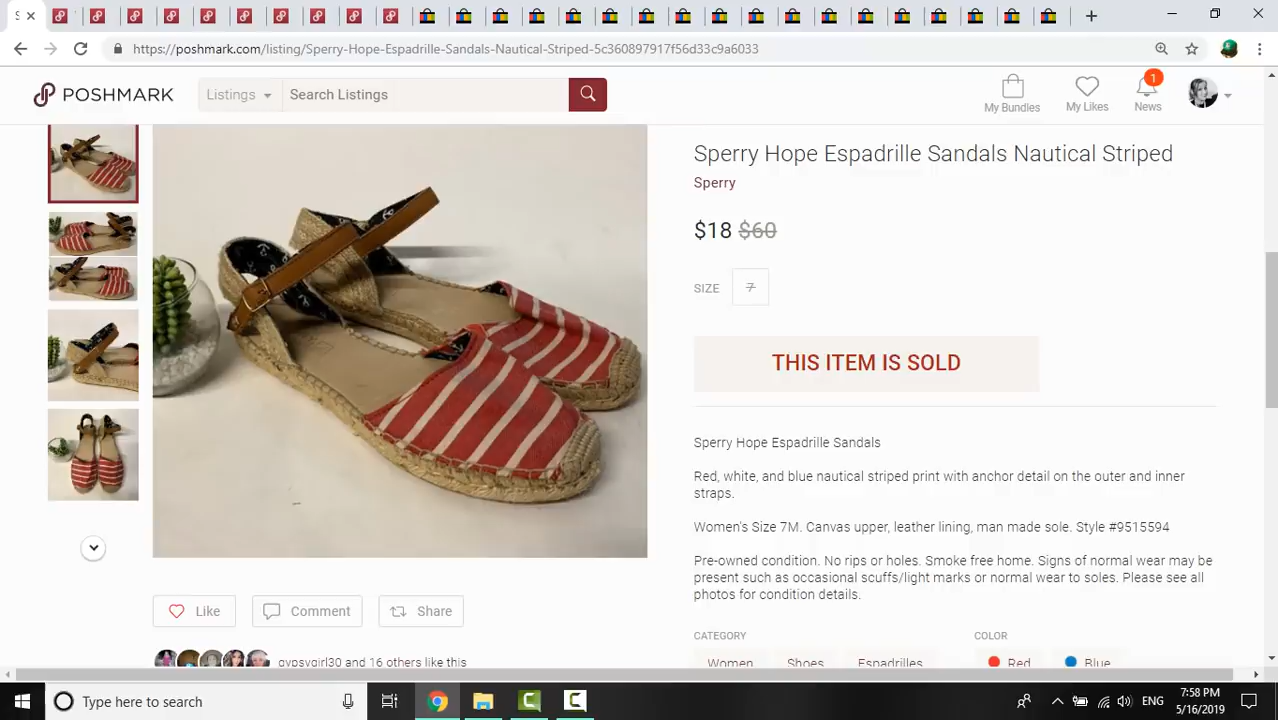 S
https://poshmark.com/listing/Sperry-Hope-Espadrille-Sandals-Nautical-Striped-5c360897917f56d33c9a6033
POSHMARK
Listings
Search Listings
My Bundles
My Likes
1
News
Sperry Hope Espadrille Sandals Nautical Striped
Sperry
$18 $60
SIZE 7
THIS ITEM IS SOLD
Sperry Hope Espadrille Sandals
Red, white, and blue nautical striped print with anchor detail on the outer and inner
straps.
Women's Size 7M. Canvas upper, leather lining, man made sole. Style #9515594
Pre-owned condition. No rips or holes. Smoke free home. Signs of normal wear may be
present such as occasional scuffs/light marks or normal wear to soles. Please see all
photos for condition details.
Like
Comment
Share
gypsygirl30 and 16 others like this
CATEGORY
Women Shoes Espadrilles
COLOR
Red Blue
Type here to search
ENG
7:58 PM
5/16/2019